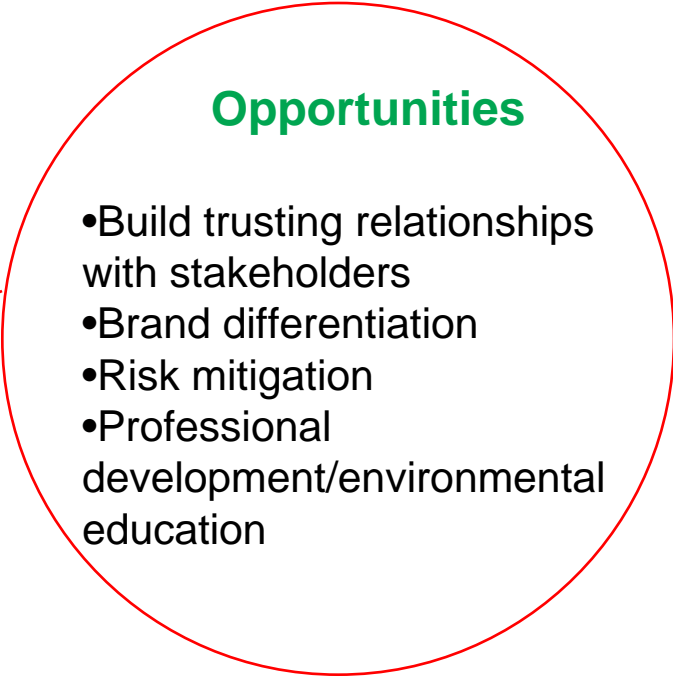 Opportunities
•Build trusting relationships
with stakeholders
•Brand differentiation
•Risk mitigation
•Professional
development/environmental
education